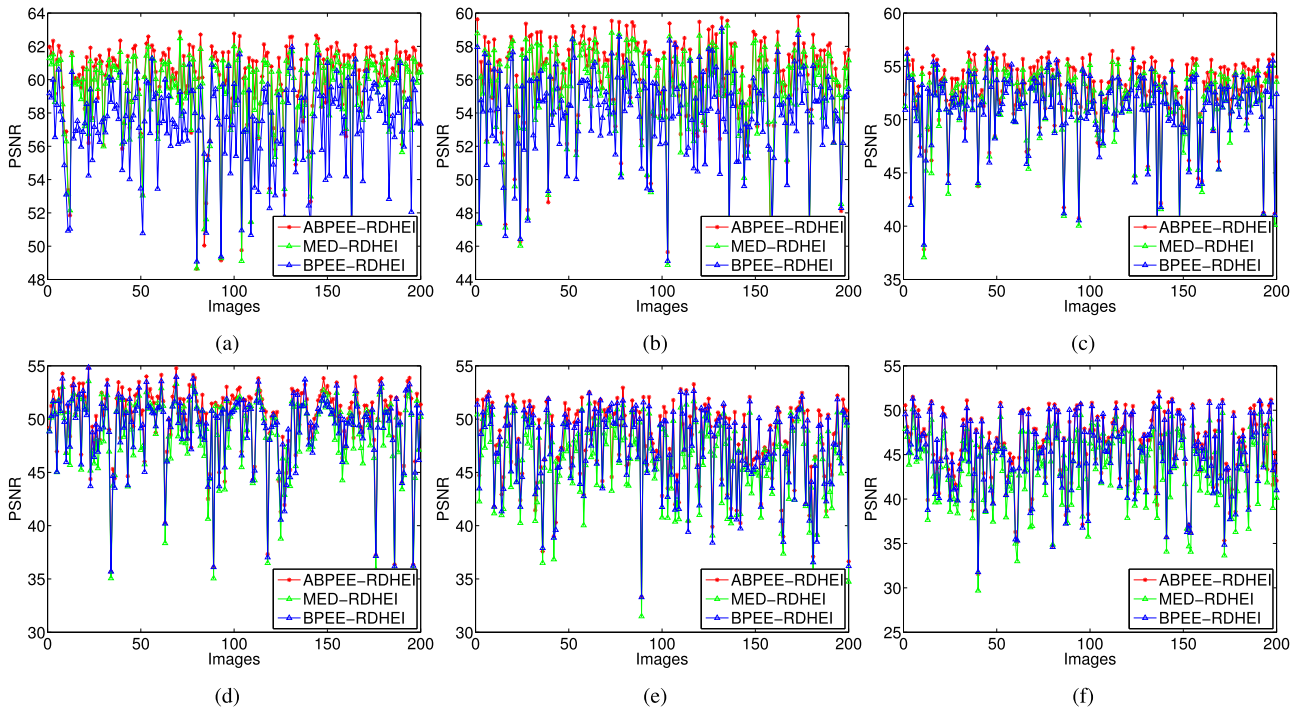 64
62
60
58
56
54
52
50
48
PSNR
0
50
100
150
200
Images
ABPEE−RDHEI
MED−RDHEI
BPEE−RDHEI
(a)
60
58
56
54
52
50
48
46
44
PSNR
0
50
100
150
200
Images
ABPEE−RDHEI
MED−RDHEI
BPEE−RDHEI
(b)
60
55
50
45
40
35
PSNR
0
50
100
150
200
Images
ABPEE−RDHEI
MED−RDHEI
BPEE−RDHEI
(c)
55
50
45
40
35
30
PSNR
0
50
100
150
200
Images
ABPEE−RDHEI
MED−RDHEI
BPEE−RDHEI
(d)
55
50
45
40
35
30
PSNR
0
50
100
150
200
Images
ABPEE−RDHEI
MED−RDHEI
BPEE−RDHEI
(e)
55
50
45
40
35
30
25
PSNR
0
50
100
150
200
Images
ABPEE−RDHEI
MED−RDHEI
BPEE−RDHEI
(f)